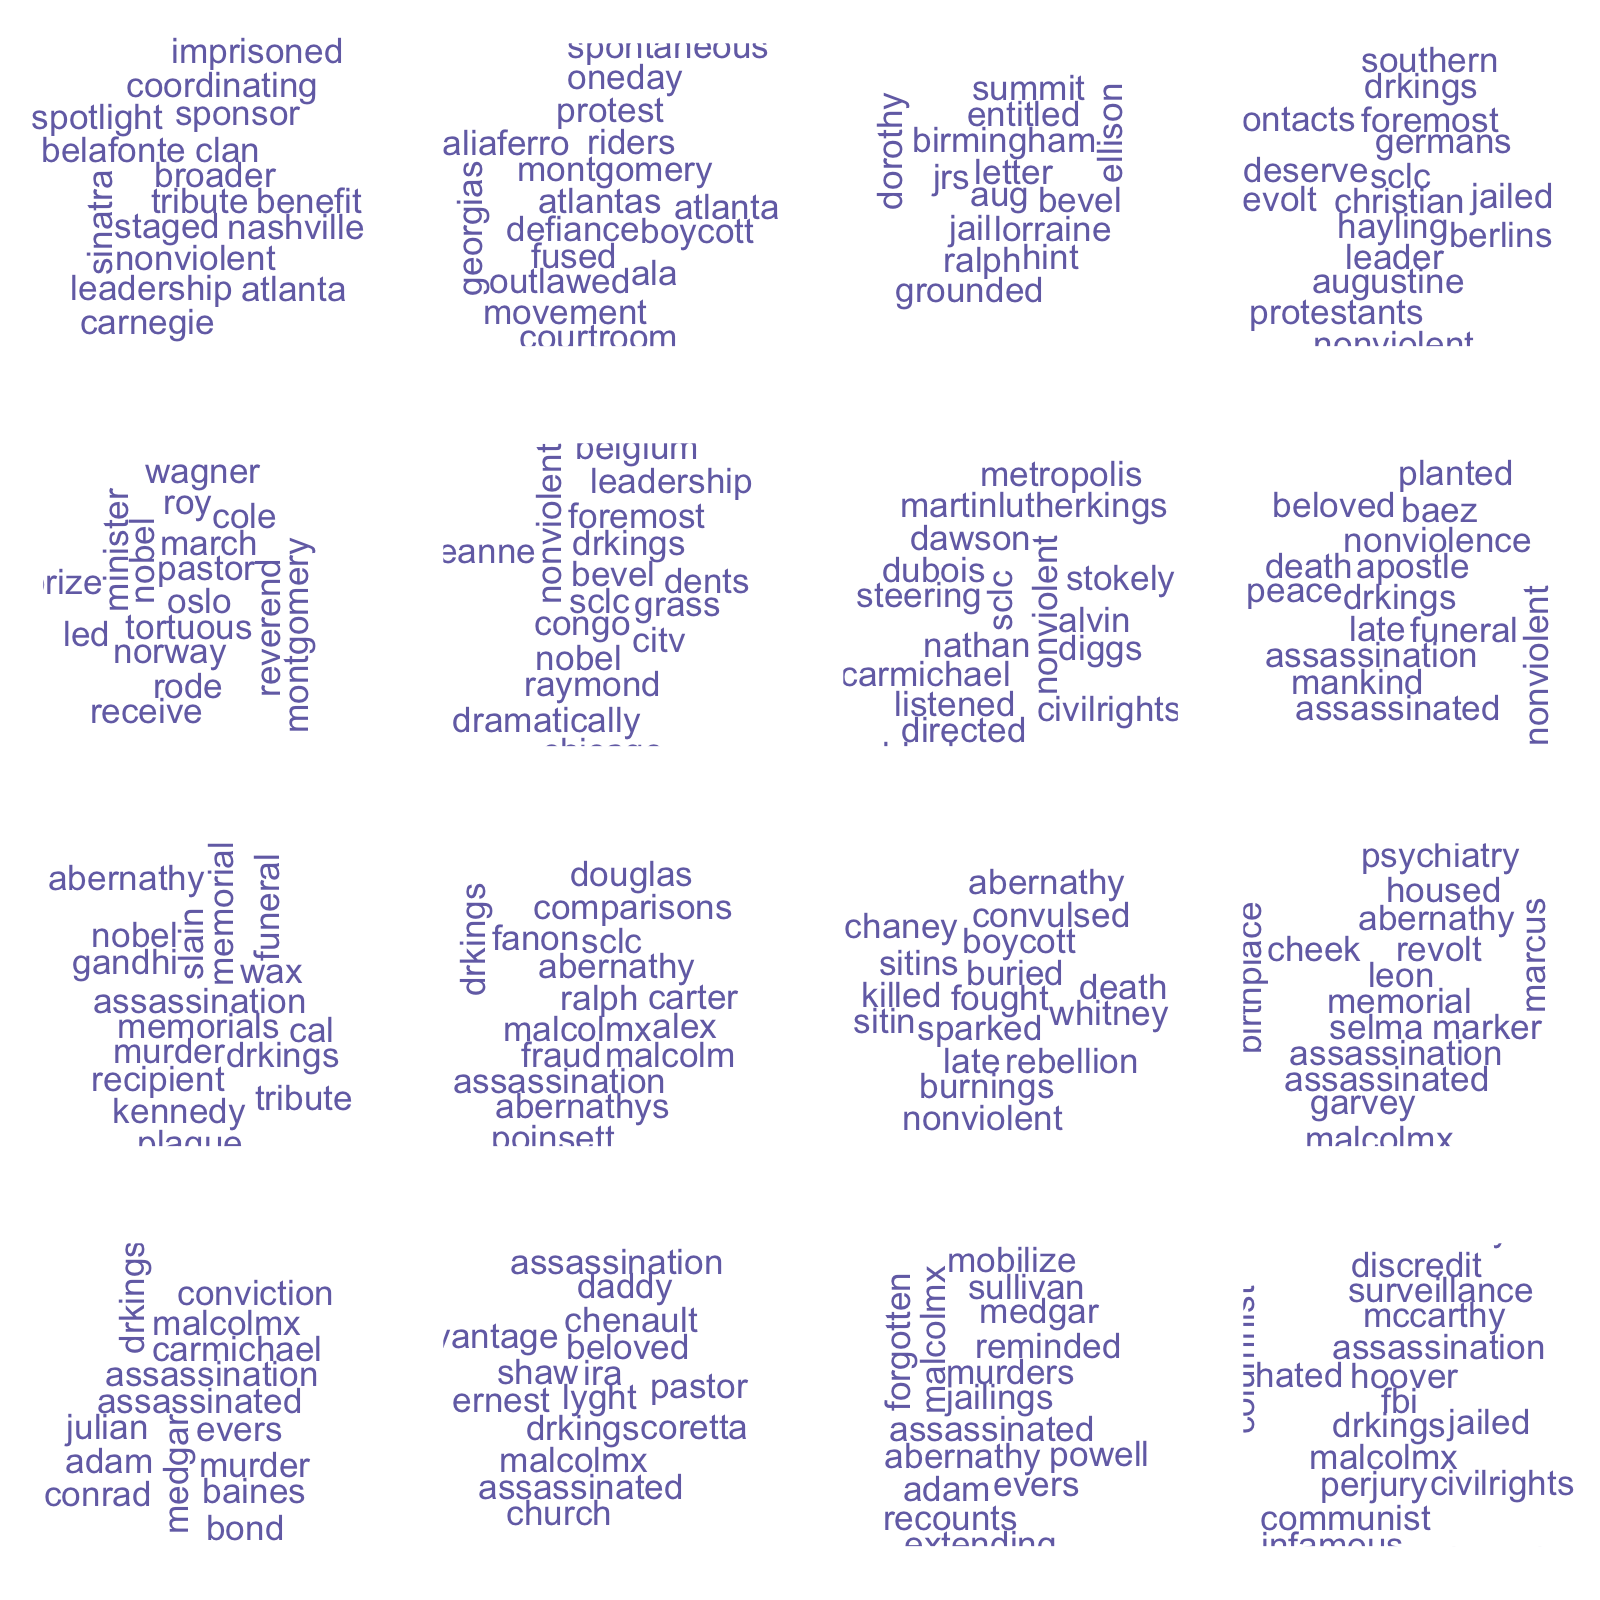 imprisoned
coordinating
spotlight sponsor
belafonte clan
broader
sinatra
tribute benefit
staged nashville
nonviolent
leadership atlanta
carnegie
spontaneous
oneday
protest
aliaferro riders
montgomery
georgias
atlantas atlanta
defiance boycott
fused
outlawed ala
movement
courtroom
summit
entitled
dorothy
ellison
birmingham
jrs letter
aug bevel
jail lorraine
ralph hint
grounded
southern
drkings
ontacts foremost
germans
deserve sclc
evolt christian jailed
hayling berlins
leader
augustine
protestants
nonviolent
wagner
roy
cole
minister
nobel
march
rize pastor
oslo
led tortuous
norway
reverend
montgomery
rode
receive
belgium
nonviolent
leadership
foremost
eanne drkings
bevel dents
sclc grass
congo city
nobel
raymond
dramatically
chicago
metropolis
martinlutherkings
dawson
dubois
sclc
nonviolent
stokely
steering
alvin
nathan diggs
carmichael
listened civilrights
directed
planted
beloved baez
nonviolence
death apostle
peace drkings
late funeral
nonviolent
assassination
mankind
assassinated
memorial
funeral
abernathy
slain
nobel
gandhi wax
assassination
memorials cal
murder drkings
recipient
tribute
kennedy
plaque
douglas
drkings
comparisons
fanon sclc
abernathy
ralph carter
malcolmx alex
fraud malcolm
assassination
abernathys
poinsett
abernathy
chaney convulsed
boycott
sitins buried
killed fought death
sitin sparked whitney
late rebellion
burnings
nonviolent
psychiatry
housed
birthplace
marcus
abernathy
cheek revolt
leon
memorial
selma marker
assassination
assassinated
garvey
malcolmx
drkings
conviction
malcolmx
carmichael
assassination
assassinated
julian evers
medgar
adam murder
conrad baines
bond
assassination
daddy
chenault
vantage beloved
shaw ira
ernest lyght pastor
drkings coretta
malcolmx
assassinated
church
mobilize
forgotten
malcolmx
sullivan
medgar
reminded
murders
jailings
assassinated
abernathy powell
adam evers
recounts
extending
discredit
surveillance
columnist
mccarthy
assassination
hated hoover
fbi
drkings jailed
malcolmx
perjury civilrights
communist
infamous